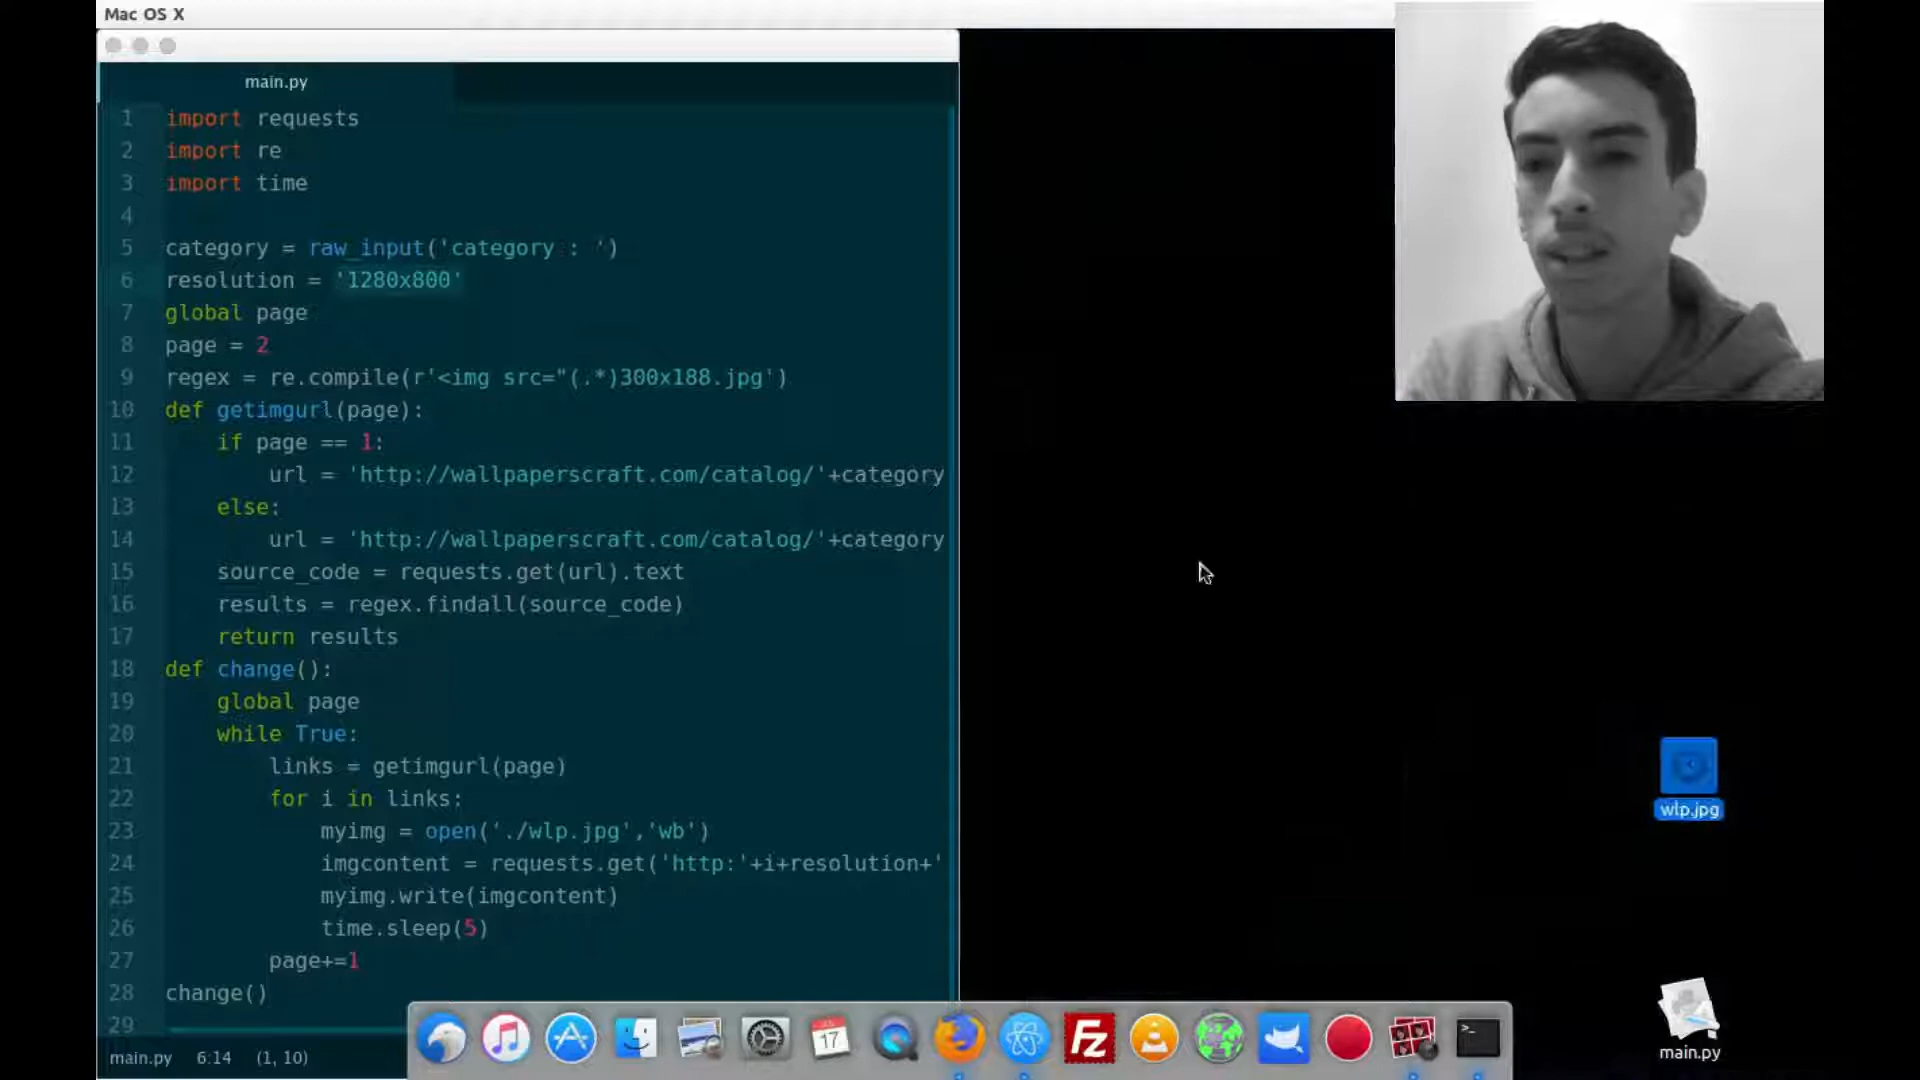 Mac OS X
main.py
1 import requests
2 import re
3 import time
4
5 category = raw_input('category : ')
6 resolution = '1280x800'
7 global page
8 page = 2
9 regex = re.compile(r'<img src="(.*)300x188.jpg')
10 def getimgurl(page):
11 if page == 1:
12 url = 'http://wallpaperscraft.com/catalog/'+category
13 else:
14 url = 'http://wallpaperscraft.com/catalog/'+category
15 source_code = requests.get(url).text
16 results = regex.findall(source_code)
17 return results
18 def change():
19 global page
20 while True:
21 links = getimgurl(page)
22 for i in links:
23 myimg = open('./wlp.jpg','wb')
24 imgcontent = requests.get('http:'+i+resolution+'
25 myimg.write(imgcontent)
26 time.sleep(5)
27 page+=1
28 change()
29
main.py 6:14 (1, 10)
wlp.jpg
main.py
17
FZ
>_